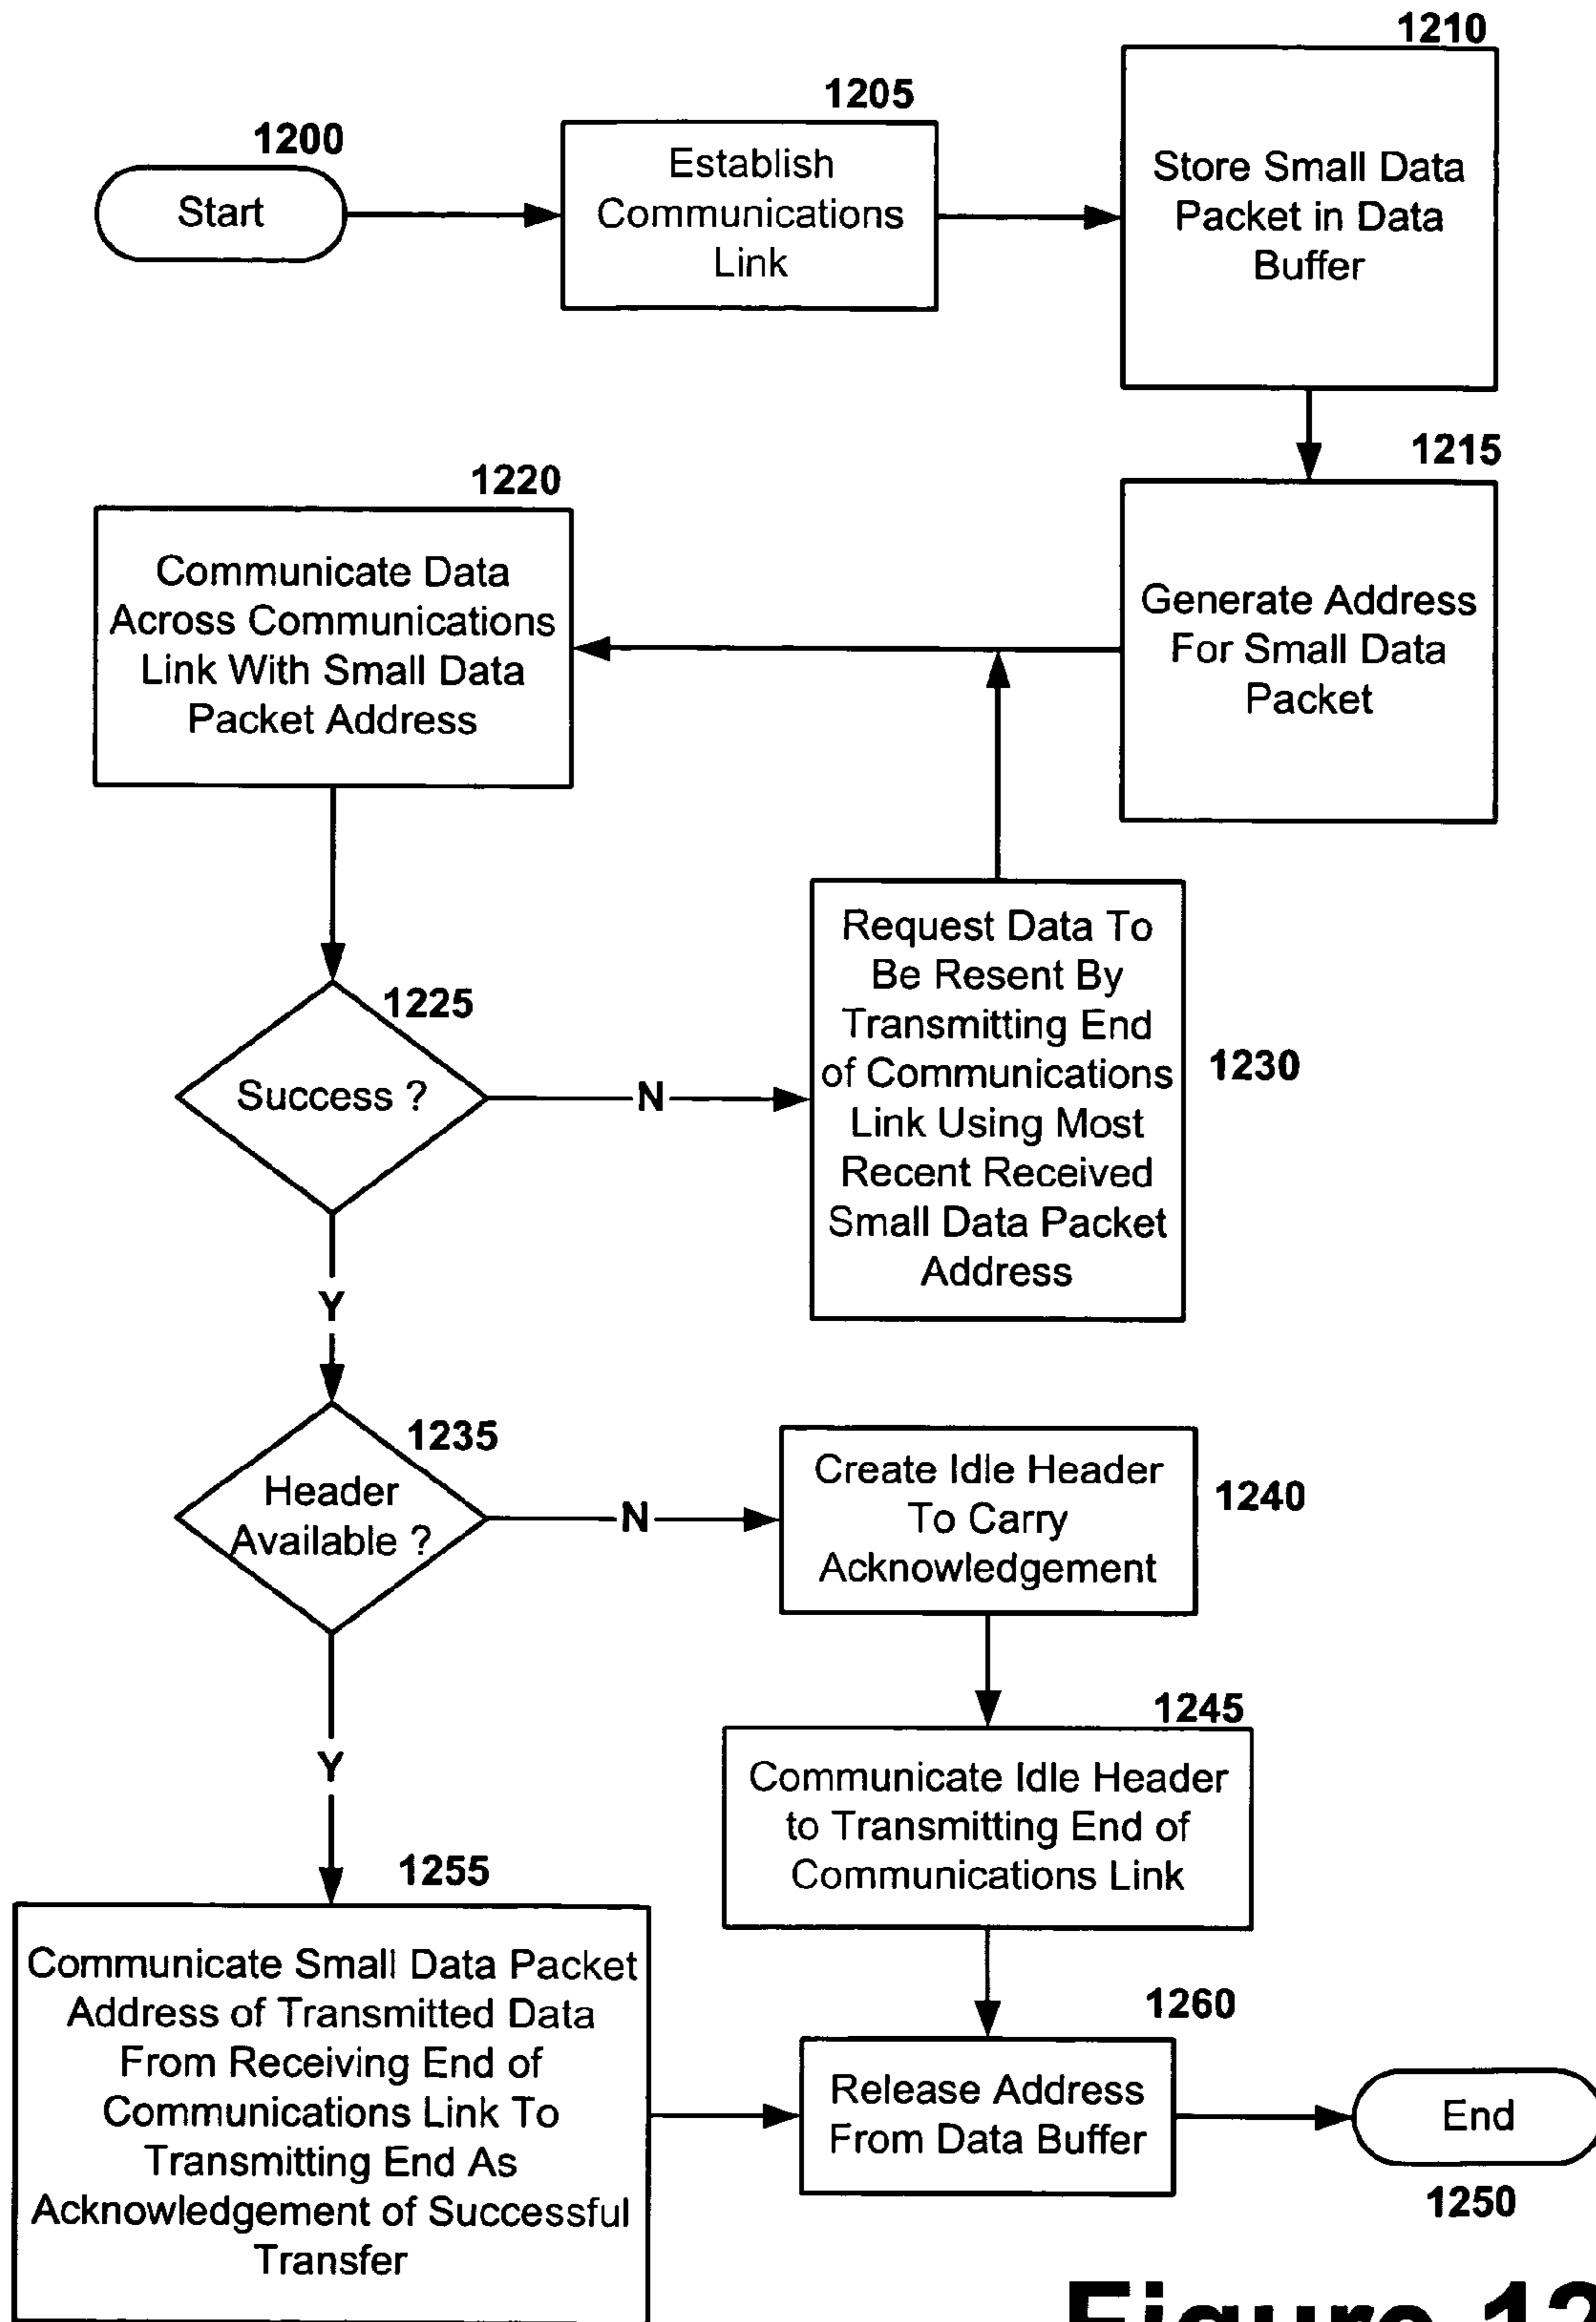 1200
Start
1205
Establish
Communications
Link
1210
Store Small Data
Packet in Data
Buffer
1215
Generate Address
For Small Data
Packet
1220
Communicate Data
Across Communications
Link With Small Data
Packet Address
1225
Success ?
N
1230
Request Data To
Be Resent By
Transmitting End
of Communications
Link Using Most
Recent Received
Small Data Packet
Address
Y
1235
Header
Available ?
N
1240
Create Idle Header
To Carry
Acknowledgement
1245
Communicate Idle Header
to Transmitting End of
Communications Link
Y
1255
Communicate Small Data Packet
Address of Transmitted Data
From Receiving End of
Communications Link To
Transmitting End As
Acknowledgement of Successful
Transfer
1260
Release Address
From Data Buffer
End
1250
Figure 12